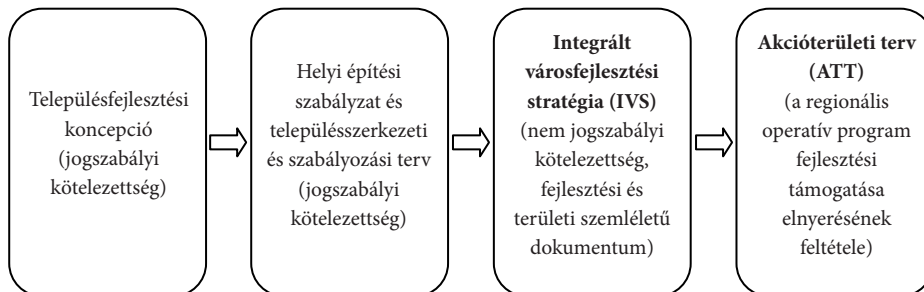 Településfejlesztési
koncepció
(jogszabályi
kötelezettség)
Helyi építési
szabályzat és
településszerkezeti
és szabályozási terv
(jogszabályi
kötelezettség)
Integrált
városfejlesztési
stratégia (IVS)
(nem jogszabályi
kötelezettség,
fejlesztési és
területi szemléletű
dokumentum)
Akcióterületi terv
(ATT)
(a regionális
operatív program
fejlesztési
támogatása
elnyerésének
feltétele)